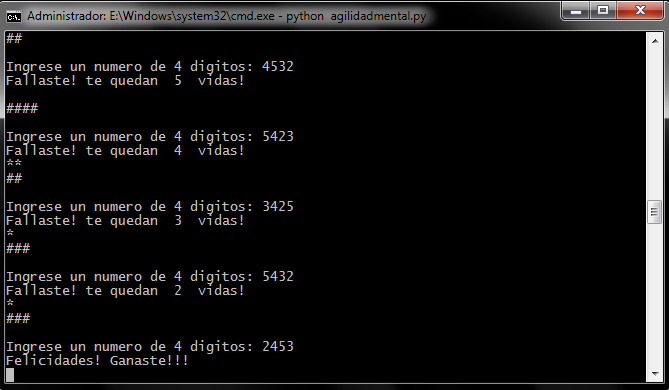 Administrador: E:\Windows\system32\cmd.exe - python  agilidadmental.py
##
Ingrese un numero de 4 digitos: 4532
Fallaste! te quedan  5  vidas!
####
Ingrese un numero de 4 digitos: 5423
Fallaste! te quedan  4  vidas!
**
##
Ingrese un numero de 4 digitos: 3425
Fallaste! te quedan  3  vidas!
*
###
Ingrese un numero de 4 digitos: 5432
Fallaste! te quedan  2  vidas!
*
###
Ingrese un numero de 4 digitos: 2453
Felicidades! Ganaste!!!